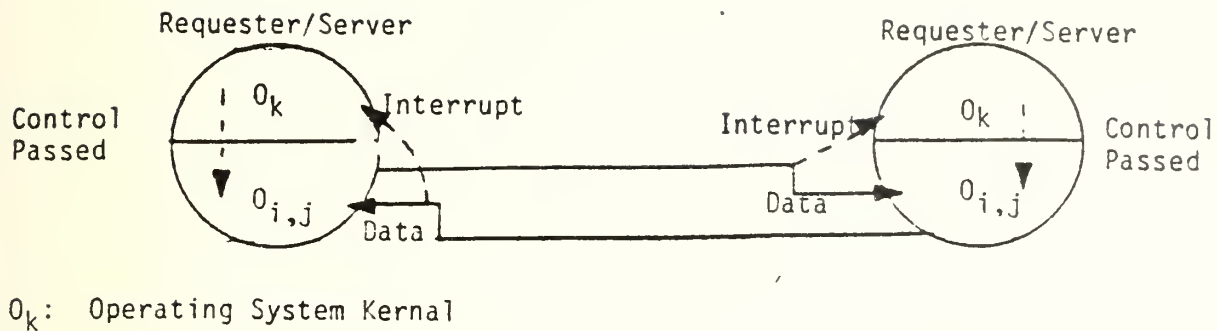 Requester/Server
Requester/Server
Control
Passed
O_k
Interrupt
Interrupt
O_k
Control
Passed
O_i,j
Data
Data
O_i,j
O_k: Operating System Kernal